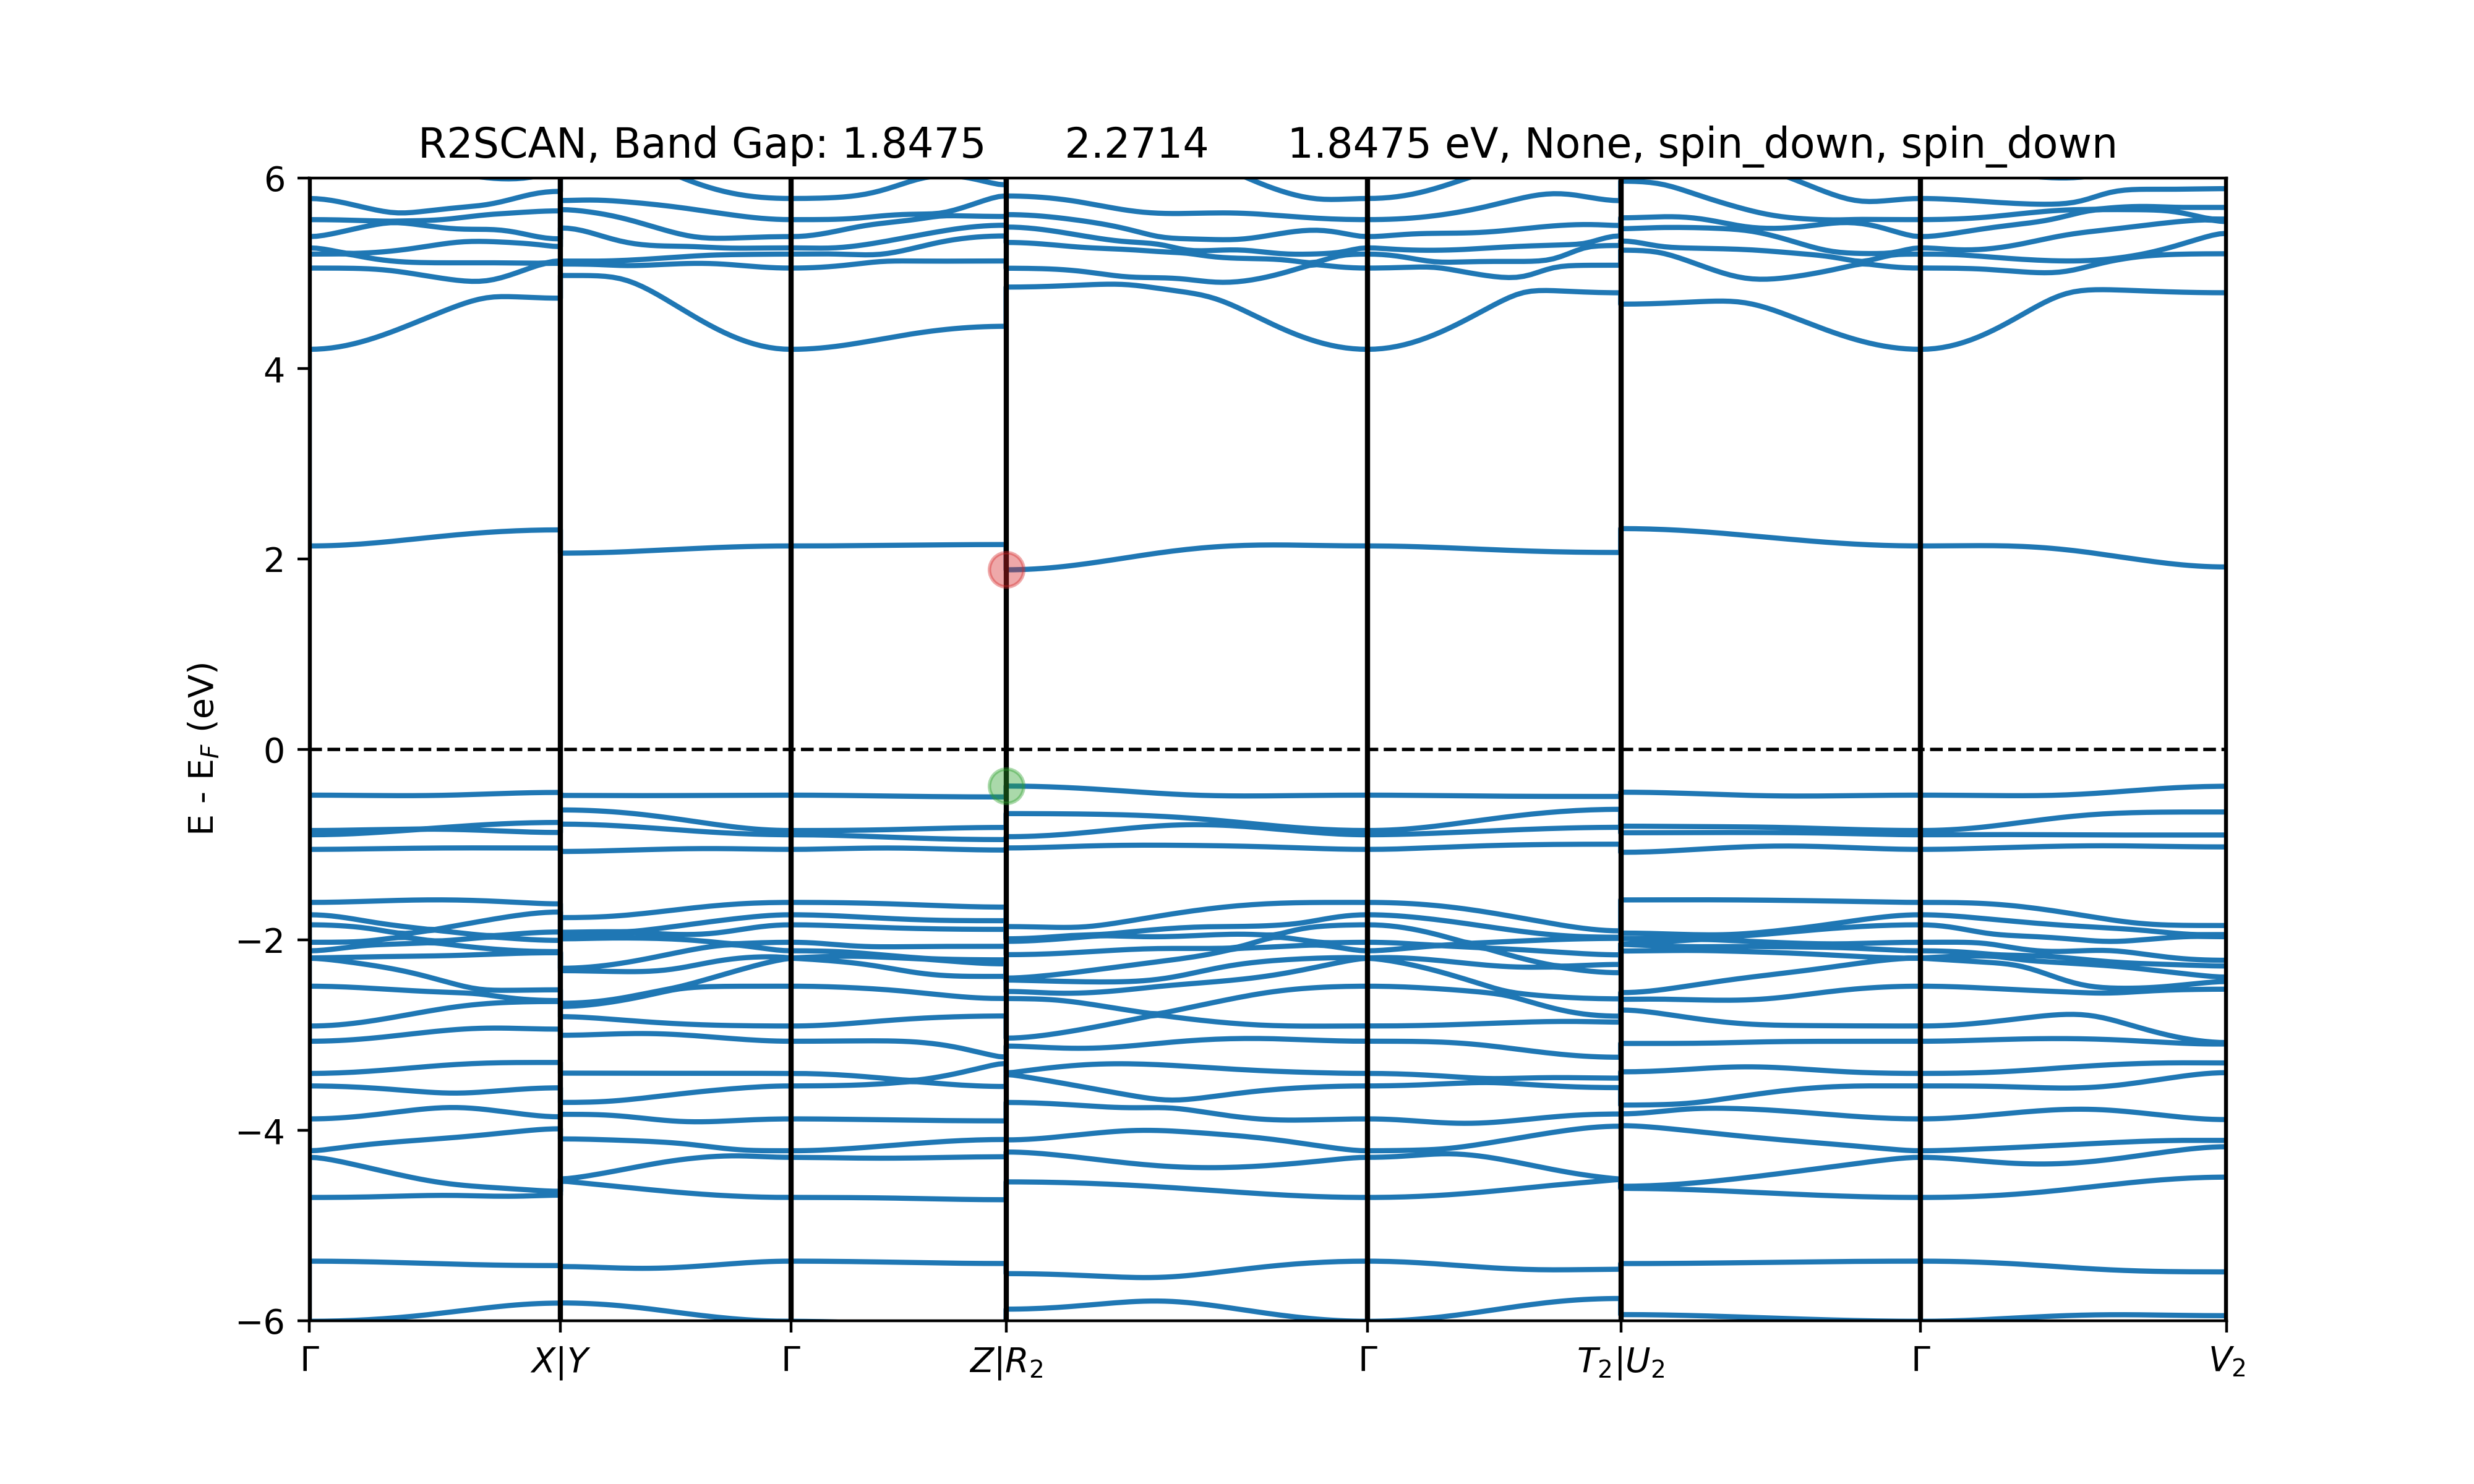 R2SCAN, Band Gap: 1.8475 2.2714 1.8475 eV, None, spin_down, spin_down
6
4
2
0
−2
−4
−6
E - E_F (eV)
Γ X|Y Γ Z|R₂ Γ T₂|U₂ Γ V₂